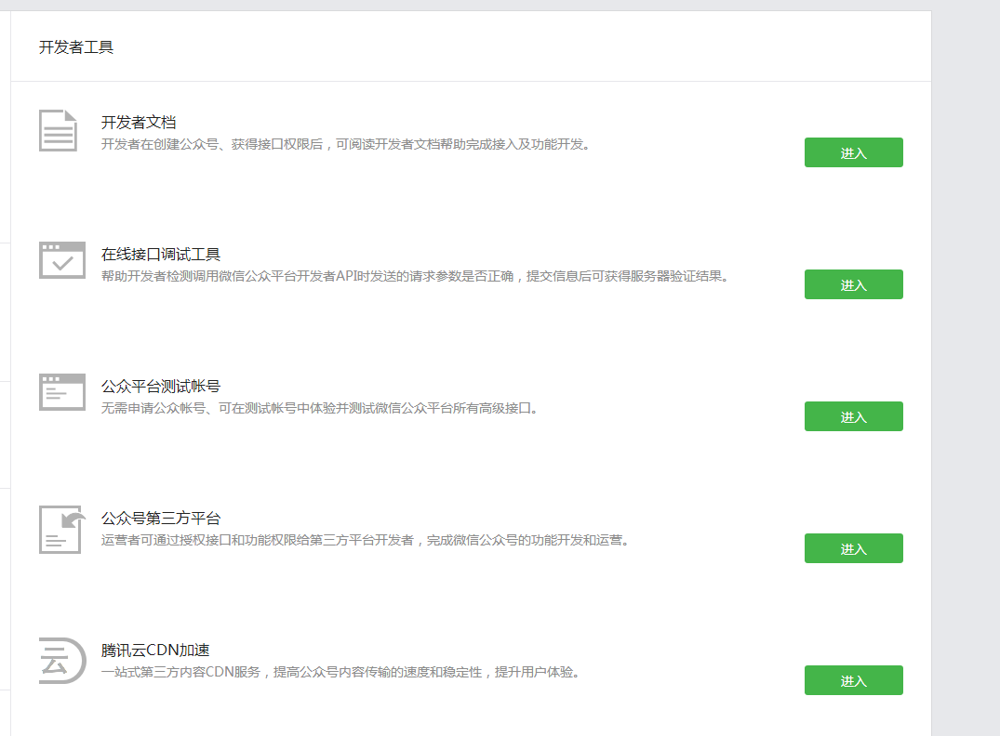 开发者工具
开发者文档
开发者在创建公众号、获得接口权限后，可阅读开发者文档帮助完成接入及功能开发。
进入
在线接口调试工具
帮助开发者检测调用微信公众平台开发者API时发送的请求参数是否正确，提交信息后可获得服务器验证结果。
进入
公众平台测试帐号
无需申请公众帐号、可在测试帐号中体验并测试微信公众平台所有高级接口。
进入
公众号第三方平台
运营者可通过授权接口和功能权限给第三方平台开发者，完成微信公众号的功能开发和运营。
进入
云
腾讯云CDN加速
一站式第三方内容CDN服务，提高公众号内容传输的速度和稳定性，提升用户体验。
进入